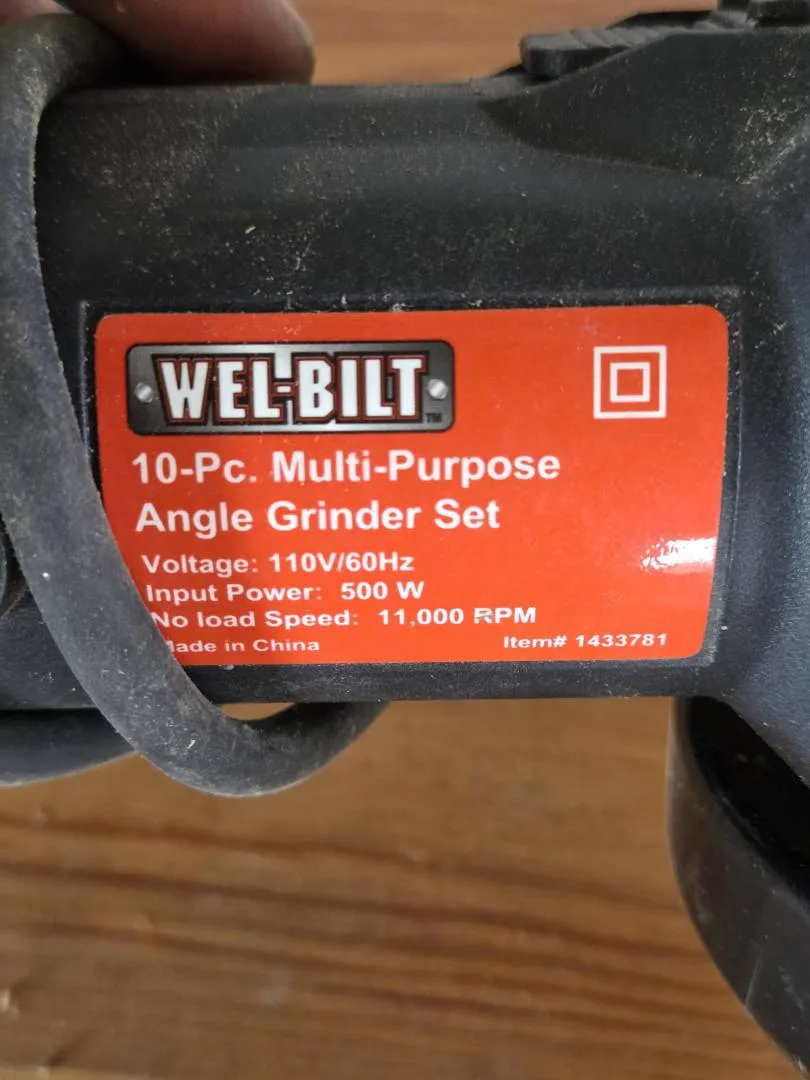 WEL-BILT™
10-Pc. Multi-Purpose
Angle Grinder Set
Voltage: 110V/60Hz
Input Power: 500 W
No load Speed: 11,000 RPM
Made in China
Item# 1433781